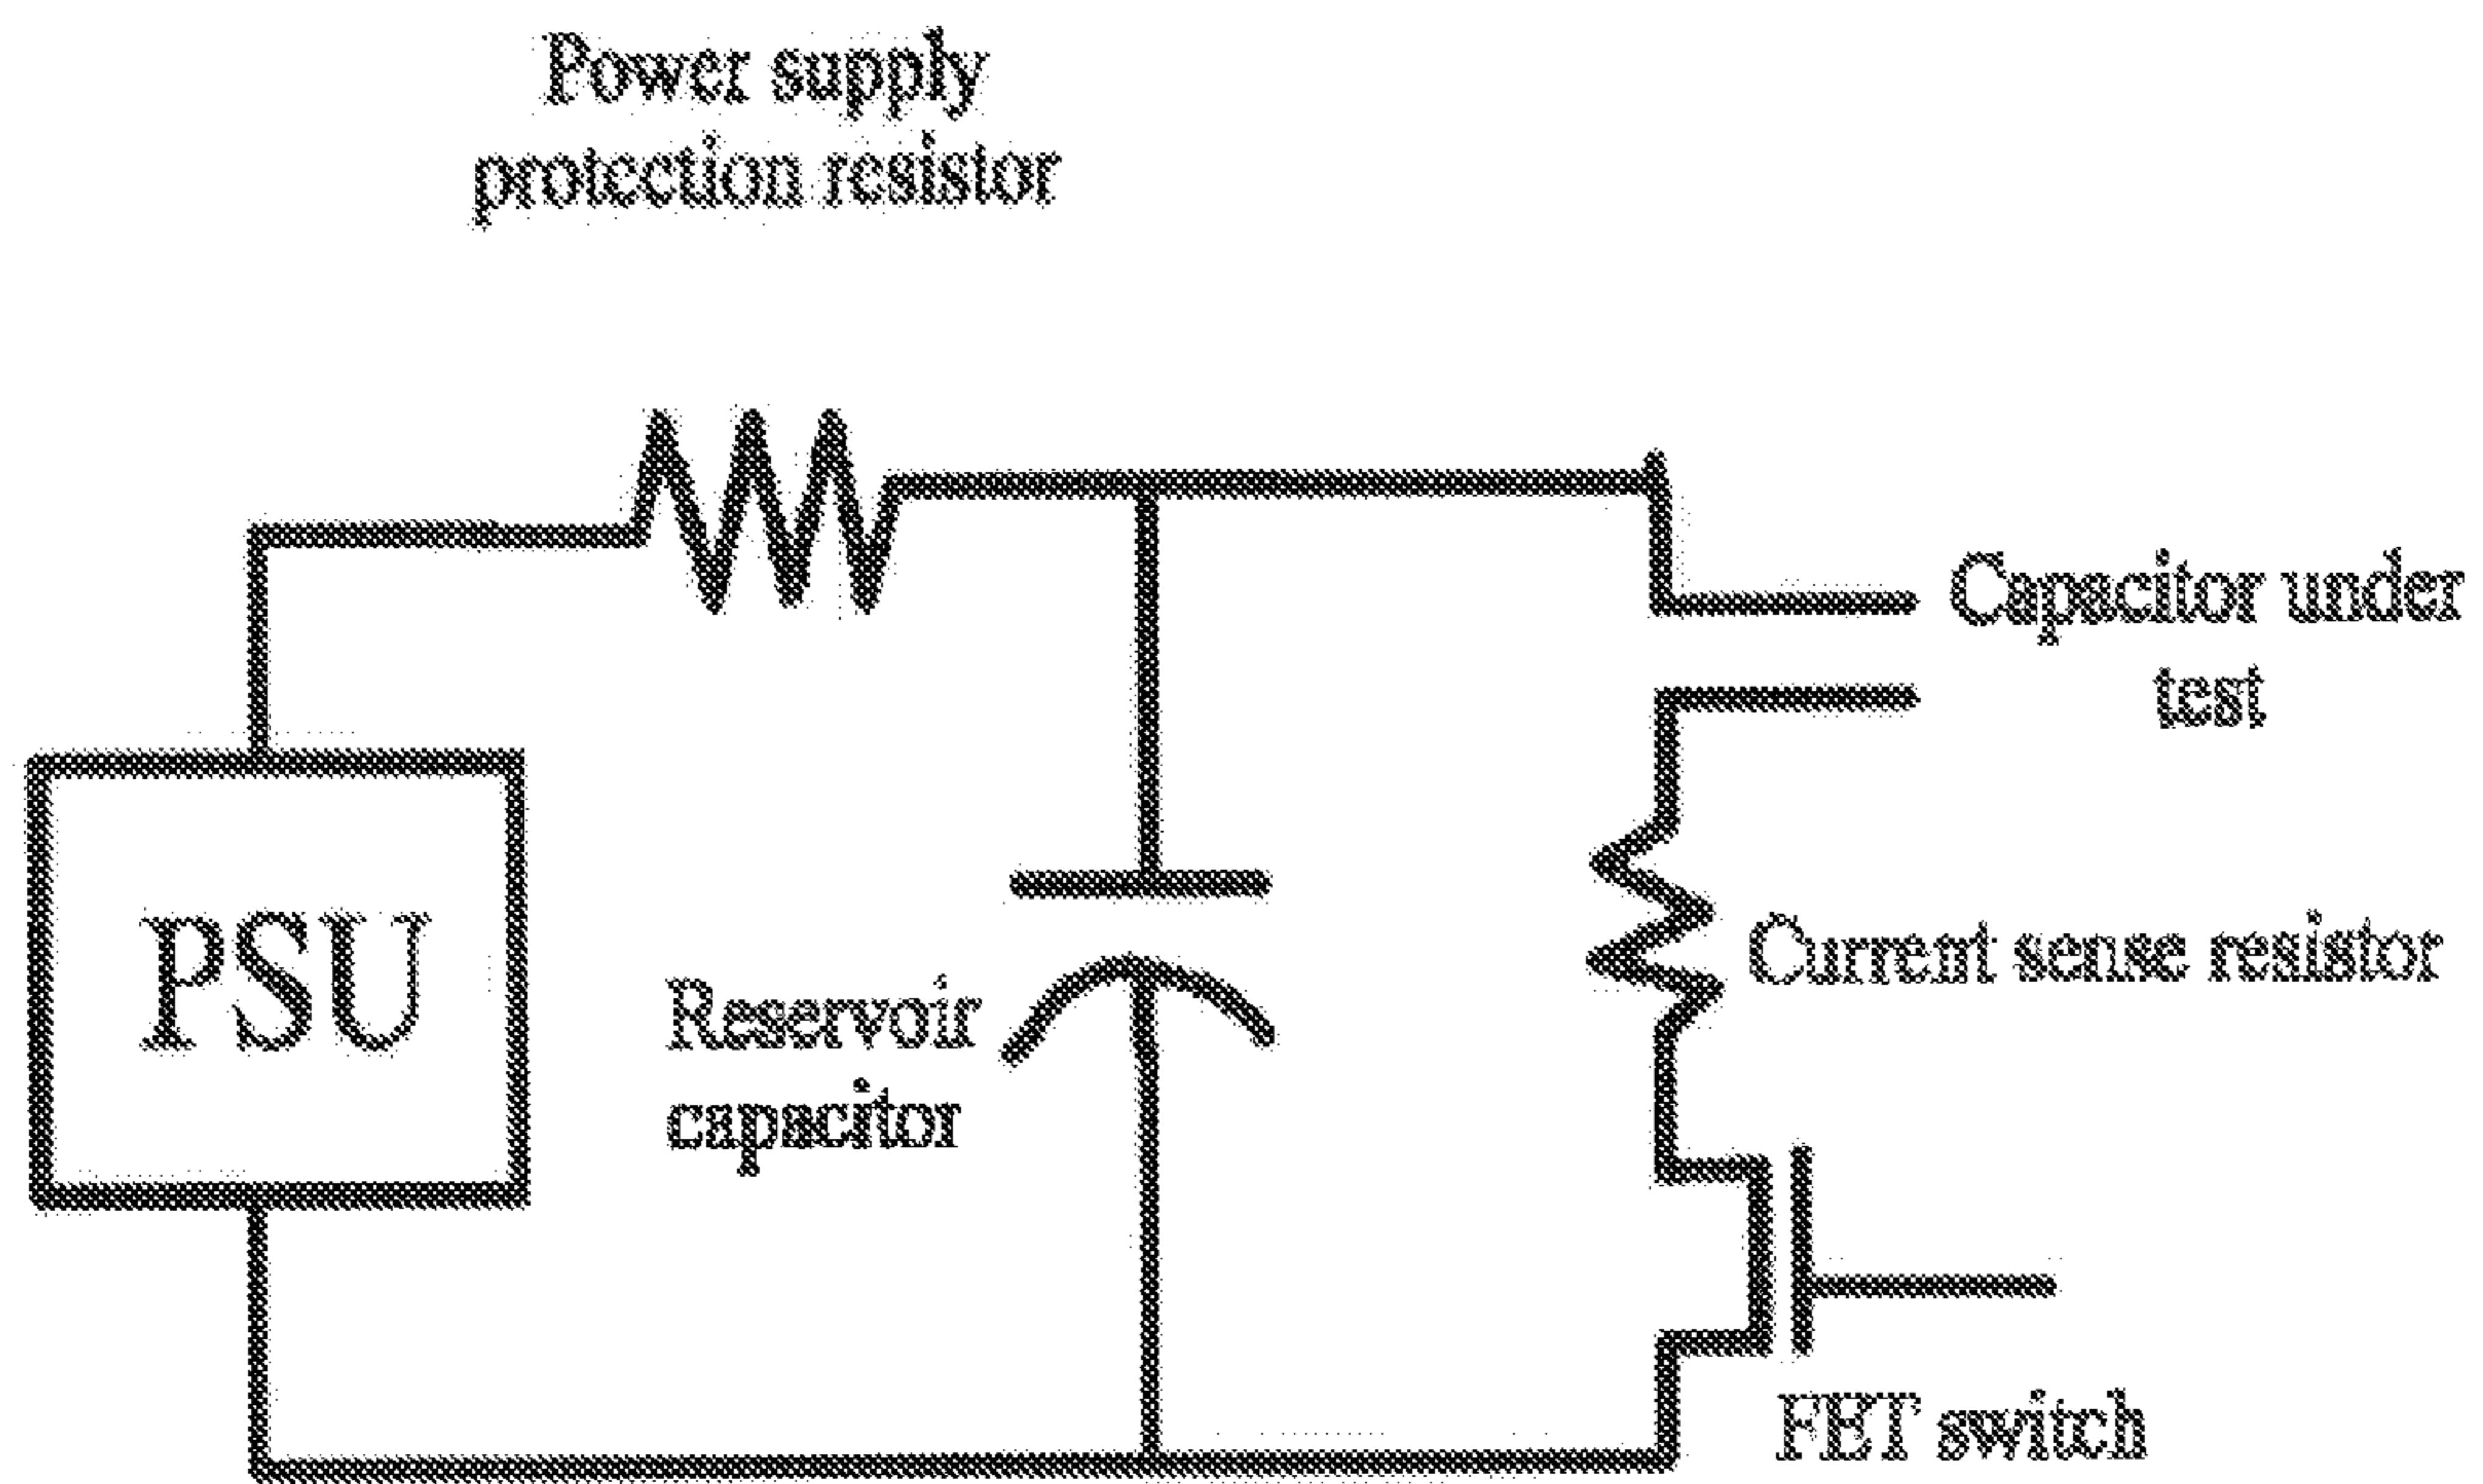 Power supply
protection resistor
Capacitor under
test
PSU
Reservoir
capacitor
Current sense resistor
FET switch